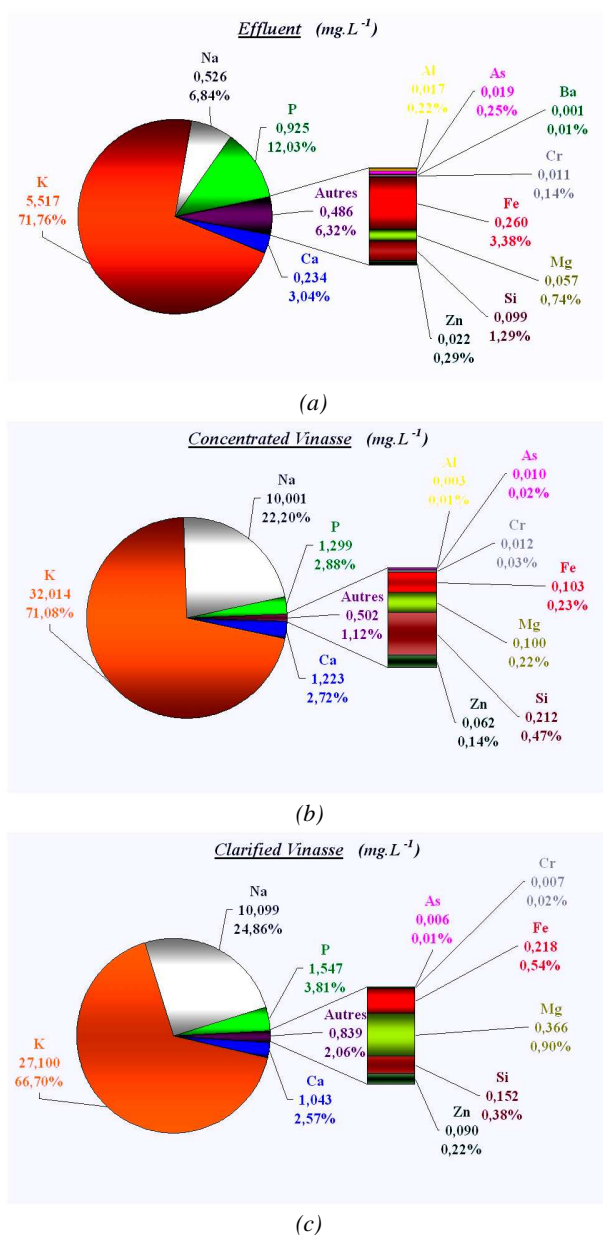 Effluent (mg.L-1)
Na
0,526
6,84%
P
0,925
12,03%
K
5,517
71,76%
Autres
0,486
6,32%
Ca
0,234
3,04%
Al
0,017
0,22%
As
0,019
0,25%
Ba
0,001
0,01%
Cr
0,011
0,14%
Fe
0,260
3,38%
Mg
0,057
0,74%
Si
0,099
1,29%
Zn
0,022
0,29%
(a)
Concentrated Vinasse (mg.L-1)
Na
10,001
22,20%
P
1,299
2,88%
K
32,014
71,08%
Autres
0,502
1,12%
Ca
1,223
2,72%
Al
0,003
0,01%
As
0,010
0,02%
Cr
0,012
0,03%
Fe
0,103
0,23%
Mg
0,100
0,22%
Si
0,212
0,47%
Zn
0,062
0,14%
(b)
Clarified Vinasse (mg.L-1)
Na
10,099
24,86%
P
1,547
3,81%
K
27,100
66,70%
Autres
0,839
2,06%
Ca
1,043
2,57%
As
0,006
0,01%
Cr
0,007
0,02%
Fe
0,218
0,54%
Mg
0,366
0,90%
Si
0,152
0,38%
Zn
0,090
0,22%
(c)